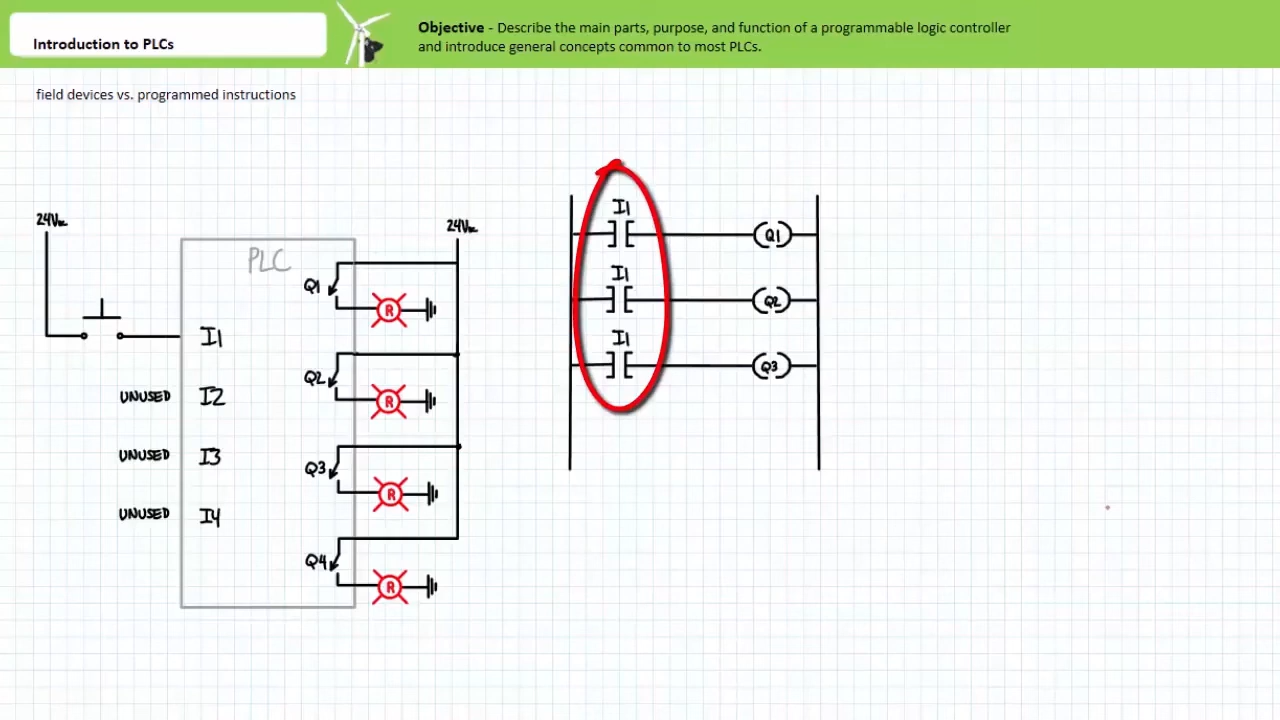 Introduction to PLCs
Objective - Describe the main parts, purpose, and function of a programmable logic controller
and introduce general concepts common to most PLCs.
field devices vs. programmed instructions
24VDC
PLC
I1
UNUSED I2
UNUSED I3
UNUSED I4
24VDC
Q1
R
Q2
R
Q3
R
Q4
R
I1
Q1
I1
Q2
I1
Q3